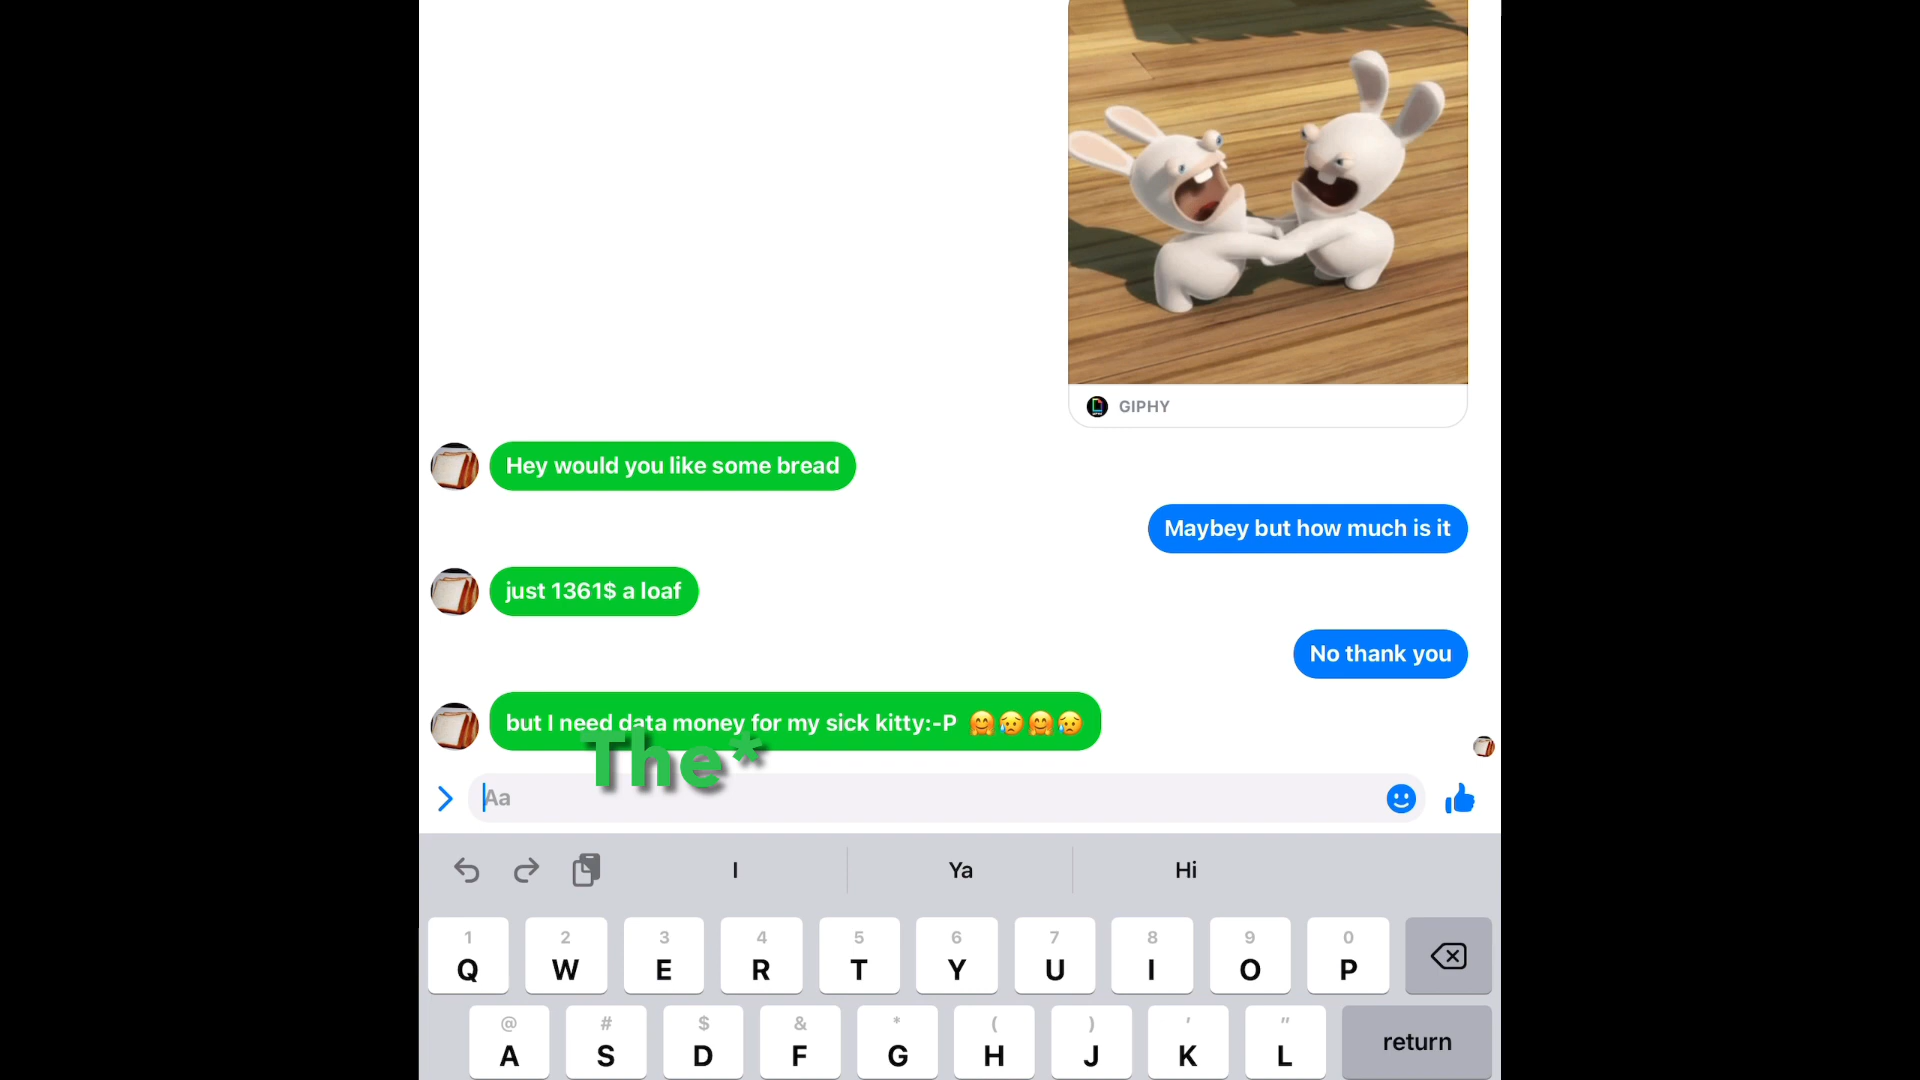 GIPHY
Hey would you like some bread
Maybey but how much is it
just 1361$ a loaf
No thank you
but I need data money for my sick kitty:-P 🤗😥🤗😥
The*
Aa
I Ya Hi
1 2 3 4 5 6 7 8 9 0
Q W E R T Y U I O P
@ # $ & * ( ) ' "
A S D F G H J K L return